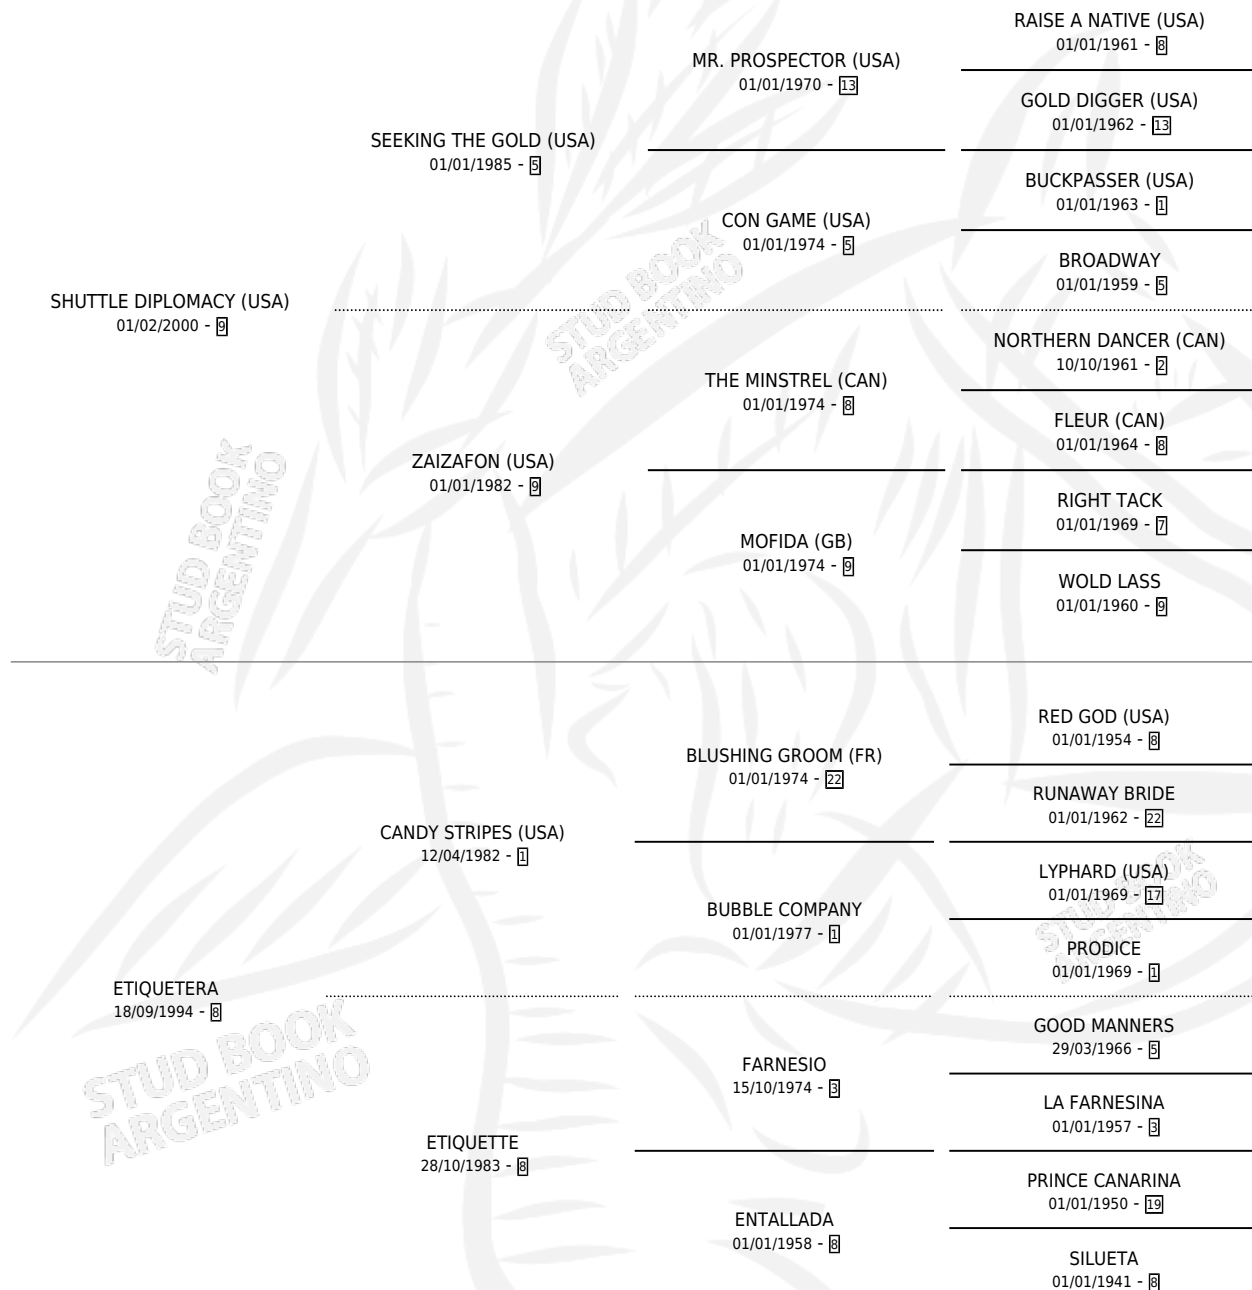 RAISE A NATIVE (USA)
01/01/1961 - 8
MR. PROSPECTOR (USA)
01/01/1970 - 13
GOLD DIGGER (USA)
01/01/1962 - 13
SEEKING THE GOLD (USA)
01/01/1985 - 5
BUCKPASSER (USA)
01/01/1963 - 1
CON GAME (USA)
01/01/1974 - 5
BROADWAY
01/01/1959 - 5
SHUTTLE DIPLOMACY (USA)
01/02/2000 - 9
NORTHERN DANCER (CAN)
10/10/1961 - 2
THE MINSTREL (CAN)
01/01/1974 - 8
FLEUR (CAN)
01/01/1964 - 8
ZAIZAFON (USA)
01/01/1982 - 9
RIGHT TACK
01/01/1969 - 7
MOFIDA (GB)
01/01/1974 - 9
WOLD LASS
01/01/1960 - 9
STUD BOOK
ARGENTINO
STUD BOOK
ARGENTINO
RED GOD (USA)
01/01/1954 - 8
BLUSHING GROOM (FR)
01/01/1974 - 22
RUNAWAY BRIDE
01/01/1962 - 22
CANDY STRIPES (USA)
12/04/1982 - 1
LYPHARD (USA)
01/01/1969 - 17
BUBBLE COMPANY
01/01/1977 - 1
PRODICE
01/01/1969 - 1
STUD BOOK
ARGENTINO
ETIQUETERA
18/09/1994 - 8
GOOD MANNERS
29/03/1966 - 5
FARNESIO
15/10/1974 - 3
LA FARNESINA
01/01/1957 - 3
ETIQUETTE
28/10/1983 - 8
PRINCE CANARINA
01/01/1950 - 19
ENTALLADA
01/01/1958 - 8
SILUETA
01/01/1941 - 8
STUD BOOK
ARGENTINO